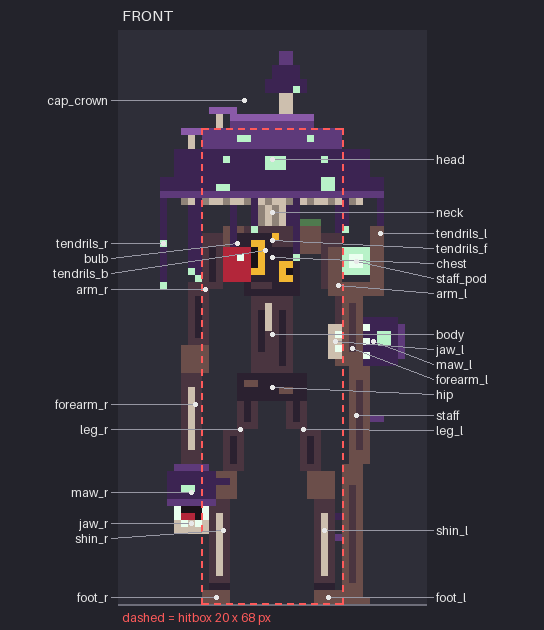 FRONT
cap_crown
head
neck
tendrils_l
tendrils_r
tendrils_f
bulb
chest
tendrils_b
staff_pod
arm_r
arm_l
body
jaw_l
maw_l
forearm_l
hip
forearm_r
staff
leg_r
leg_l
maw_r
jaw_r
shin_l
shin_r
foot_r
foot_l
dashed = hitbox 20 x 68 px